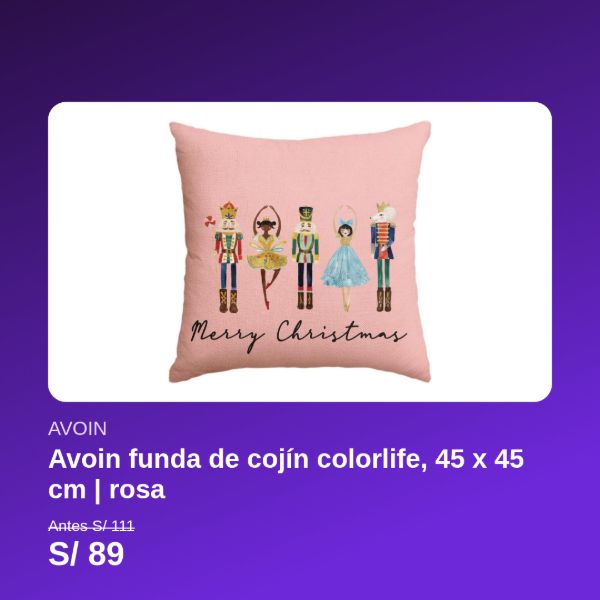 Merry Christmas
AVOIN
Avoin funda de cojín colorlife, 45 x 45
cm | rosa
Antes S/ 111
S/ 89